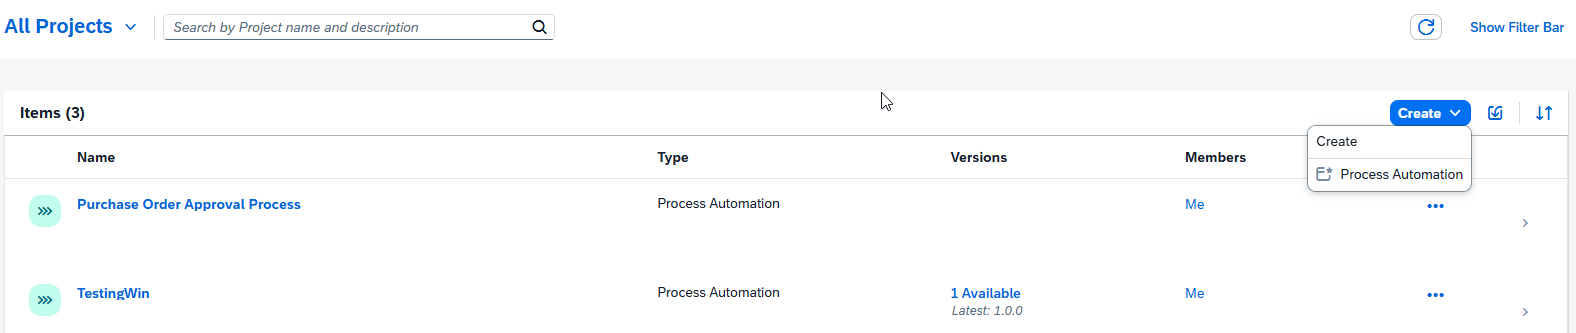 All Projects
Search by Project name and description
Show Filter Bar
Items (3)
Create
Create
Process Automation
Name Type Versions Members
Purchase Order Approval Process Process Automation Me
TestingWin Process Automation 1 Available Me
Latest: 1.0.0